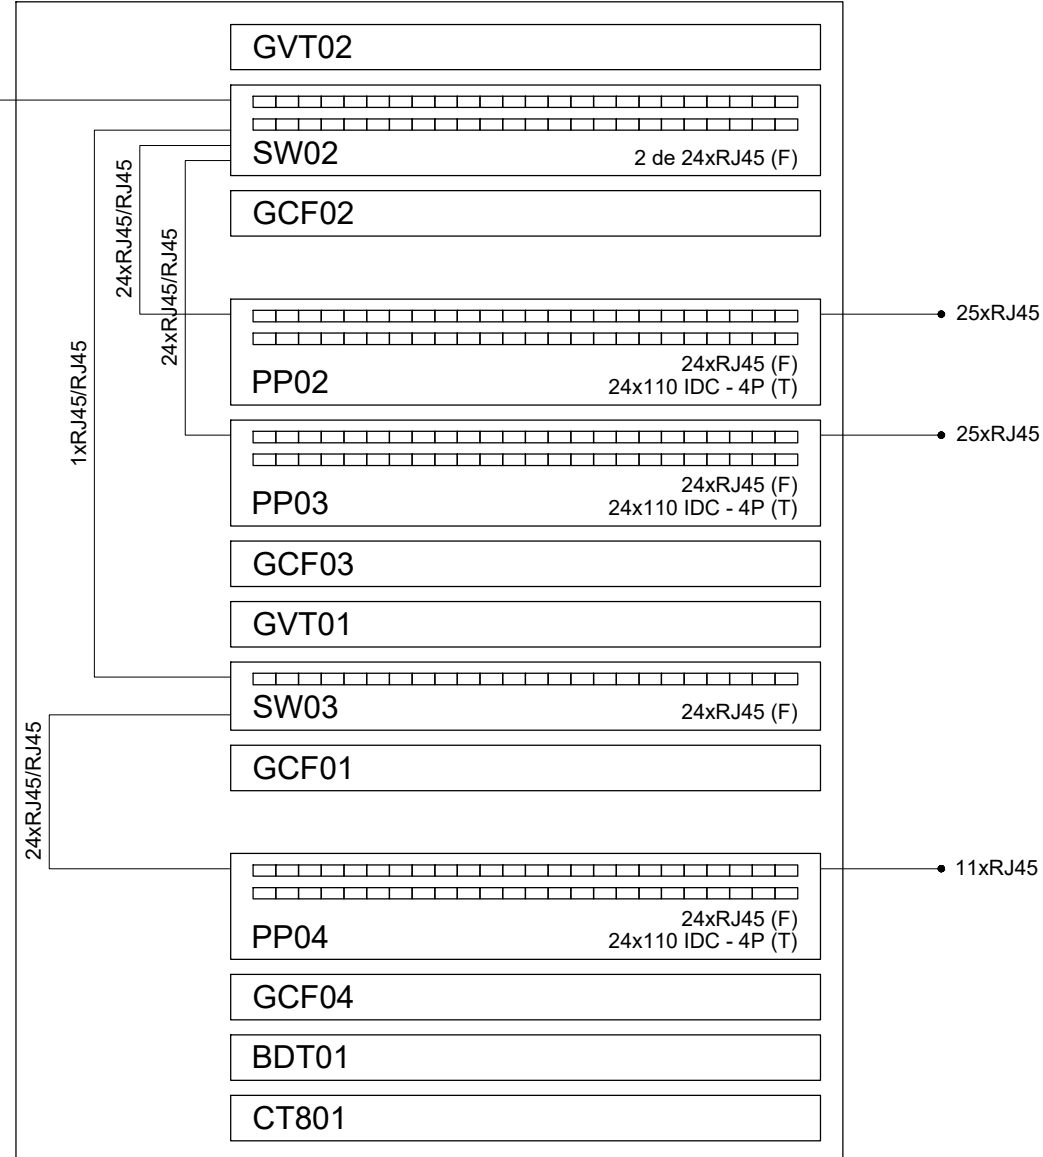 GVT02
SW02
2 de 24xRJ45 (F)
GCF02
24xRJ45/RJ45
24xRJ45/RJ45
1xRJ45/RJ45
PP02
24xRJ45 (F)
24x110 IDC - 4P (T)
25xRJ45
PP03
24xRJ45 (F)
24x110 IDC - 4P (T)
25xRJ45
GCF03
GVT01
SW03
24xRJ45 (F)
GCF01
24xRJ45/RJ45
PP04
24xRJ45 (F)
24x110 IDC - 4P (T)
11xRJ45
GCF04
BDT01
CT801